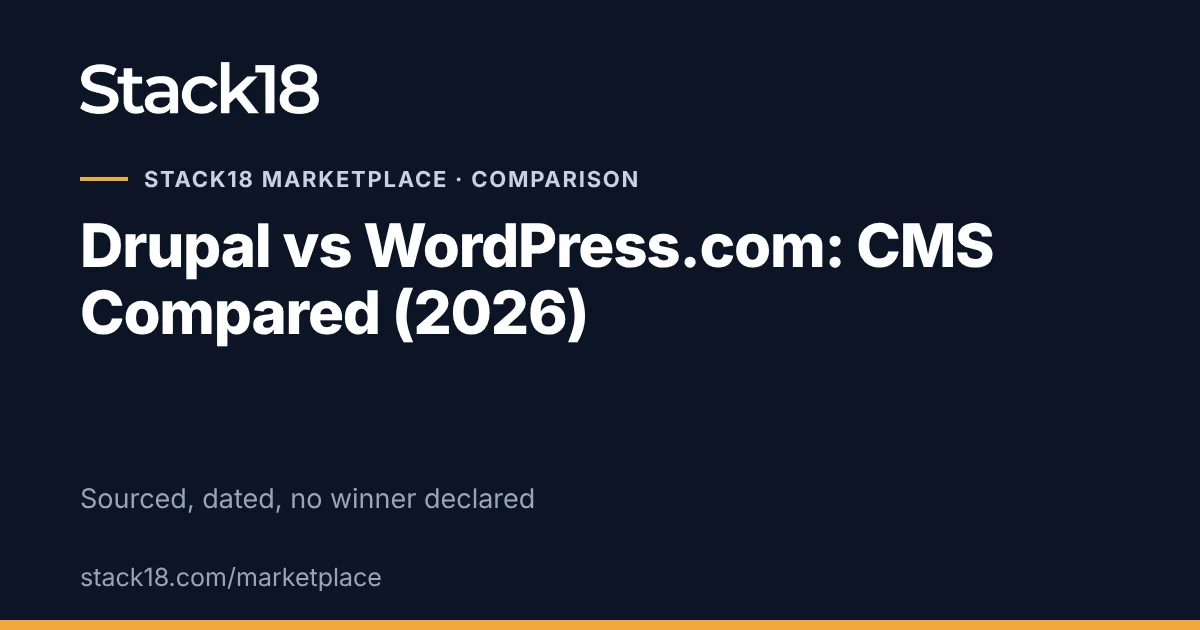 Stack18
STACK18 MARKETPLACE · COMPARISON
Drupal vs WordPress.com: CMS
Compared (2026)
Sourced, dated, no winner declared
stack18.com/marketplace